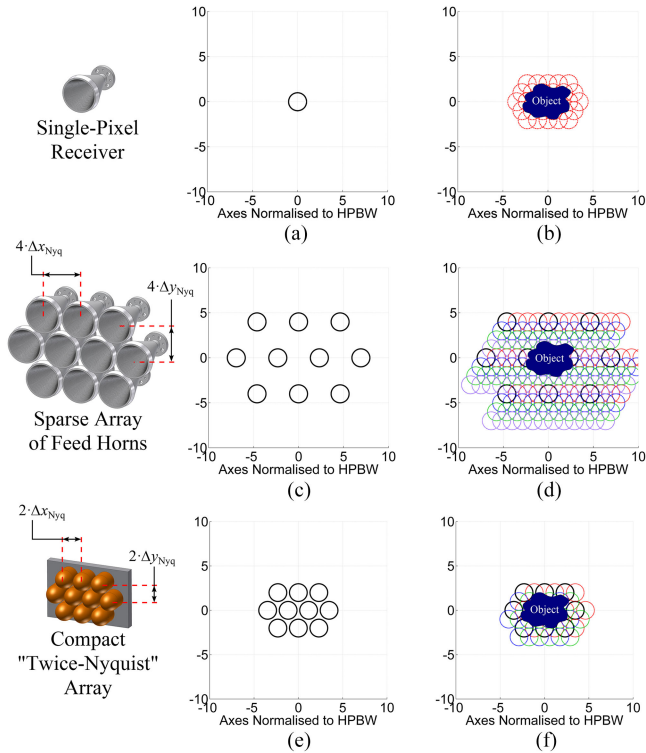 10
5
0
-5
-10
-10 -5 0 5 10
Axes Normalised to HPBW
(a)
Single-Pixel
Receiver
10
5
0
-5
-10
-10 -5 0 5 10
Object
Axes Normalised to HPBW
(b)
4·ΔxNyq
4·ΔyNyq
Sparse Array
of Feed Horns
10
5
0
-5
-10
-10 -5 0 5 10
Axes Normalised to HPBW
(c)
10
5
0
-5
-10
-10 -5 0 5 10
Object
Axes Normalised to HPBW
(d)
2·ΔxNyq
2·ΔyNyq
Compact
"Twice-Nyquist"
Array
10
5
0
-5
-10
-10 -5 0 5 10
Axes Normalised to HPBW
(e)
10
5
0
-5
-10
-10 -5 0 5 10
Object
Axes Normalised to HPBW
(f)